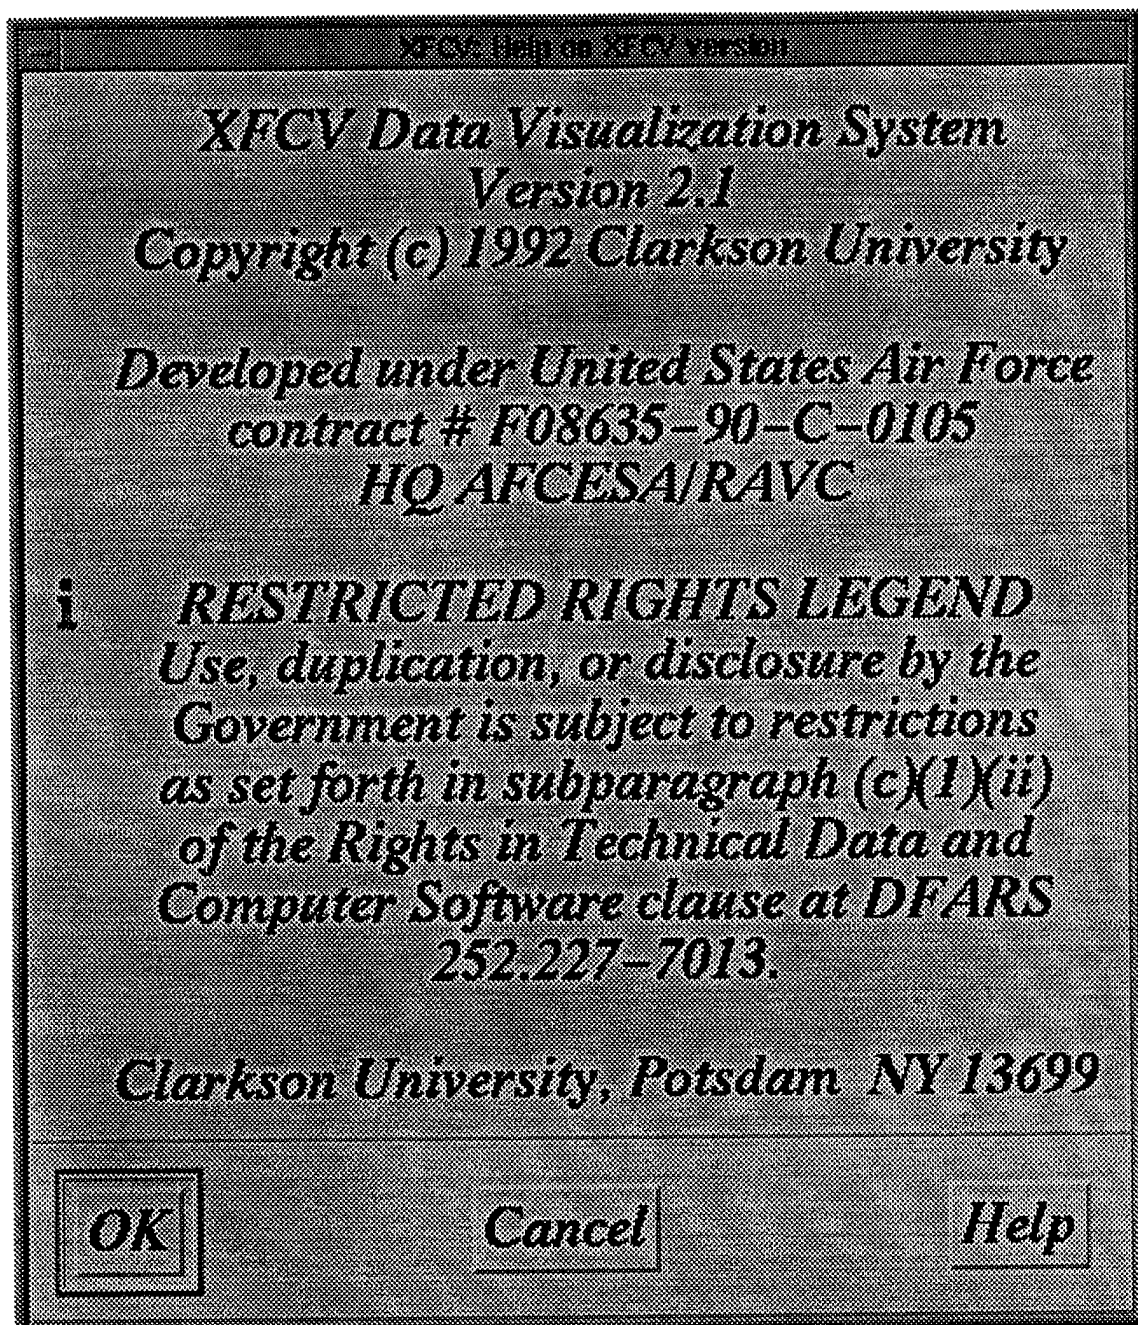 XFCV: Help on XFCV version
XFCV Data Visualization System
Version 2.1
Copyright (c) 1992 Clarkson University
Developed under United States Air Force
contract # F08635-90-C-0105
HQ AFCESA/RAVC
i RESTRICTED RIGHTS LEGEND
Use, duplication, or disclosure by the
Government is subject to restrictions
as set forth in subparagraph (c)(1)(ii)
of the Rights in Technical Data and
Computer Software clause at DFARS
252.227-7013.
Clarkson University, Potsdam NY 13699
OK Cancel Help